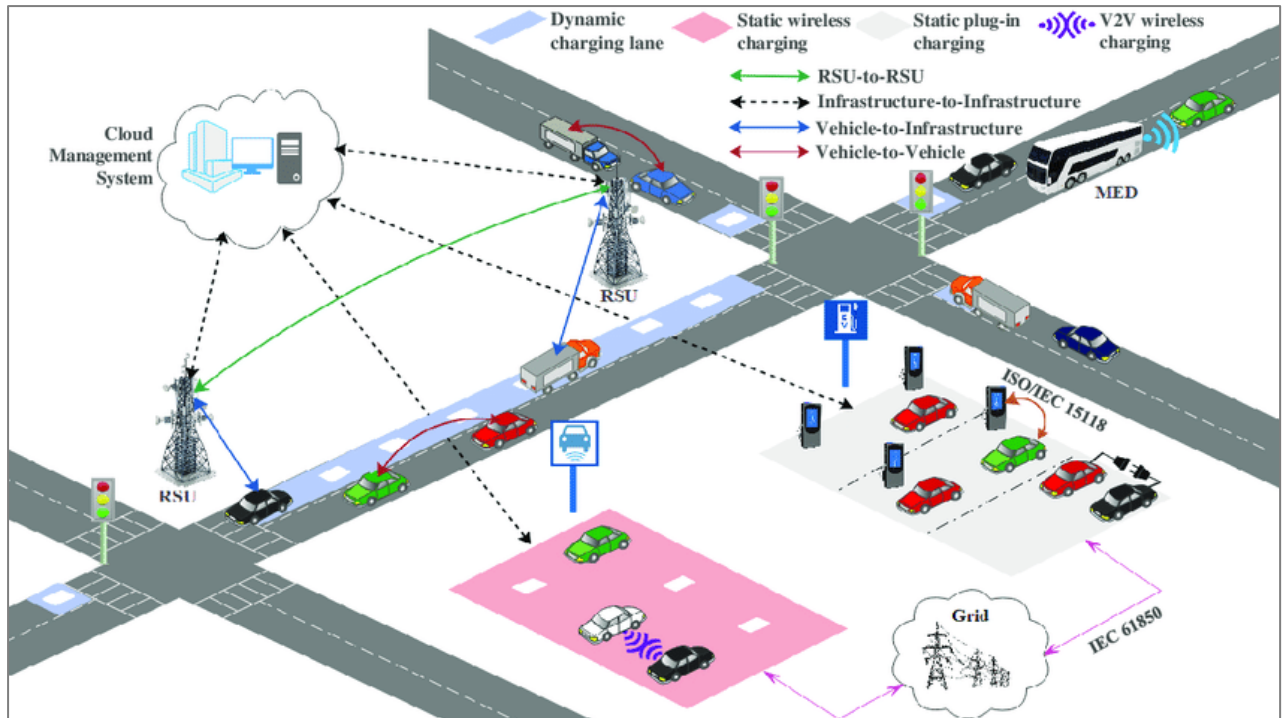 Dynamic
charging lane
Static wireless
charging
Static plug-in
charging
V2V wireless
charging
RSU-to-RSU
Infrastructure-to-Infrastructure
Vehicle-to-Infrastructure
Vehicle-to-Vehicle
Cloud
Management
System
MED
RSU
RSU
EV
ISO/IEC 15118
Grid
IEC 61850